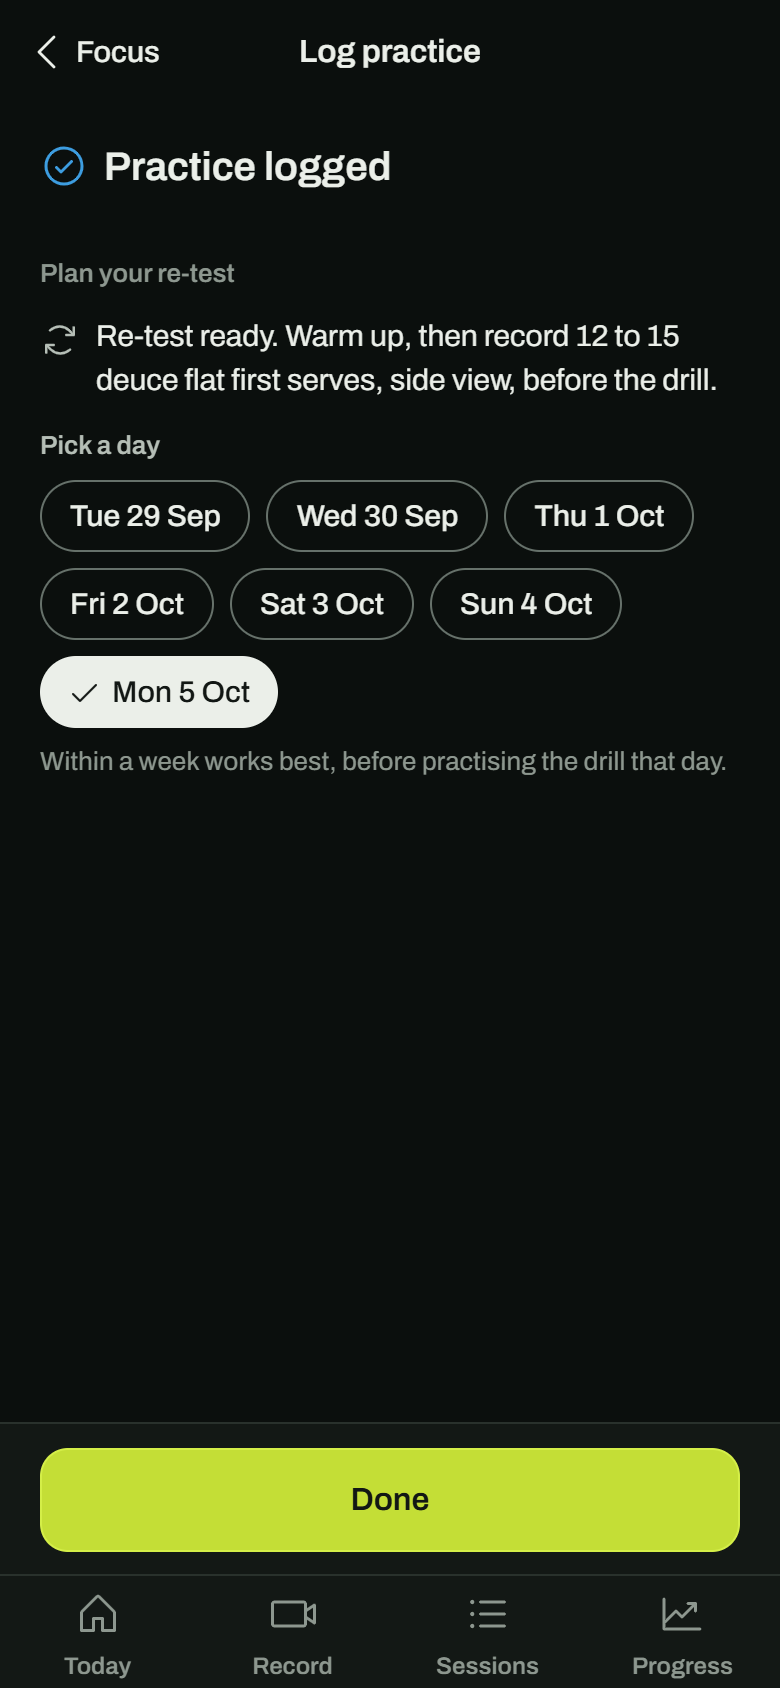 Focus
Log practice
Practice logged
Plan your re-test
Re-test ready. Warm up, then record 12 to 15
deuce flat first serves, side view, before the drill.
Pick a day
Tue 29 Sep
Wed 30 Sep
Thu 1 Oct
Fri 2 Oct
Sat 3 Oct
Sun 4 Oct
Mon 5 Oct
Within a week works best, before practising the drill that day.
Done
Today
Record
Sessions
Progress